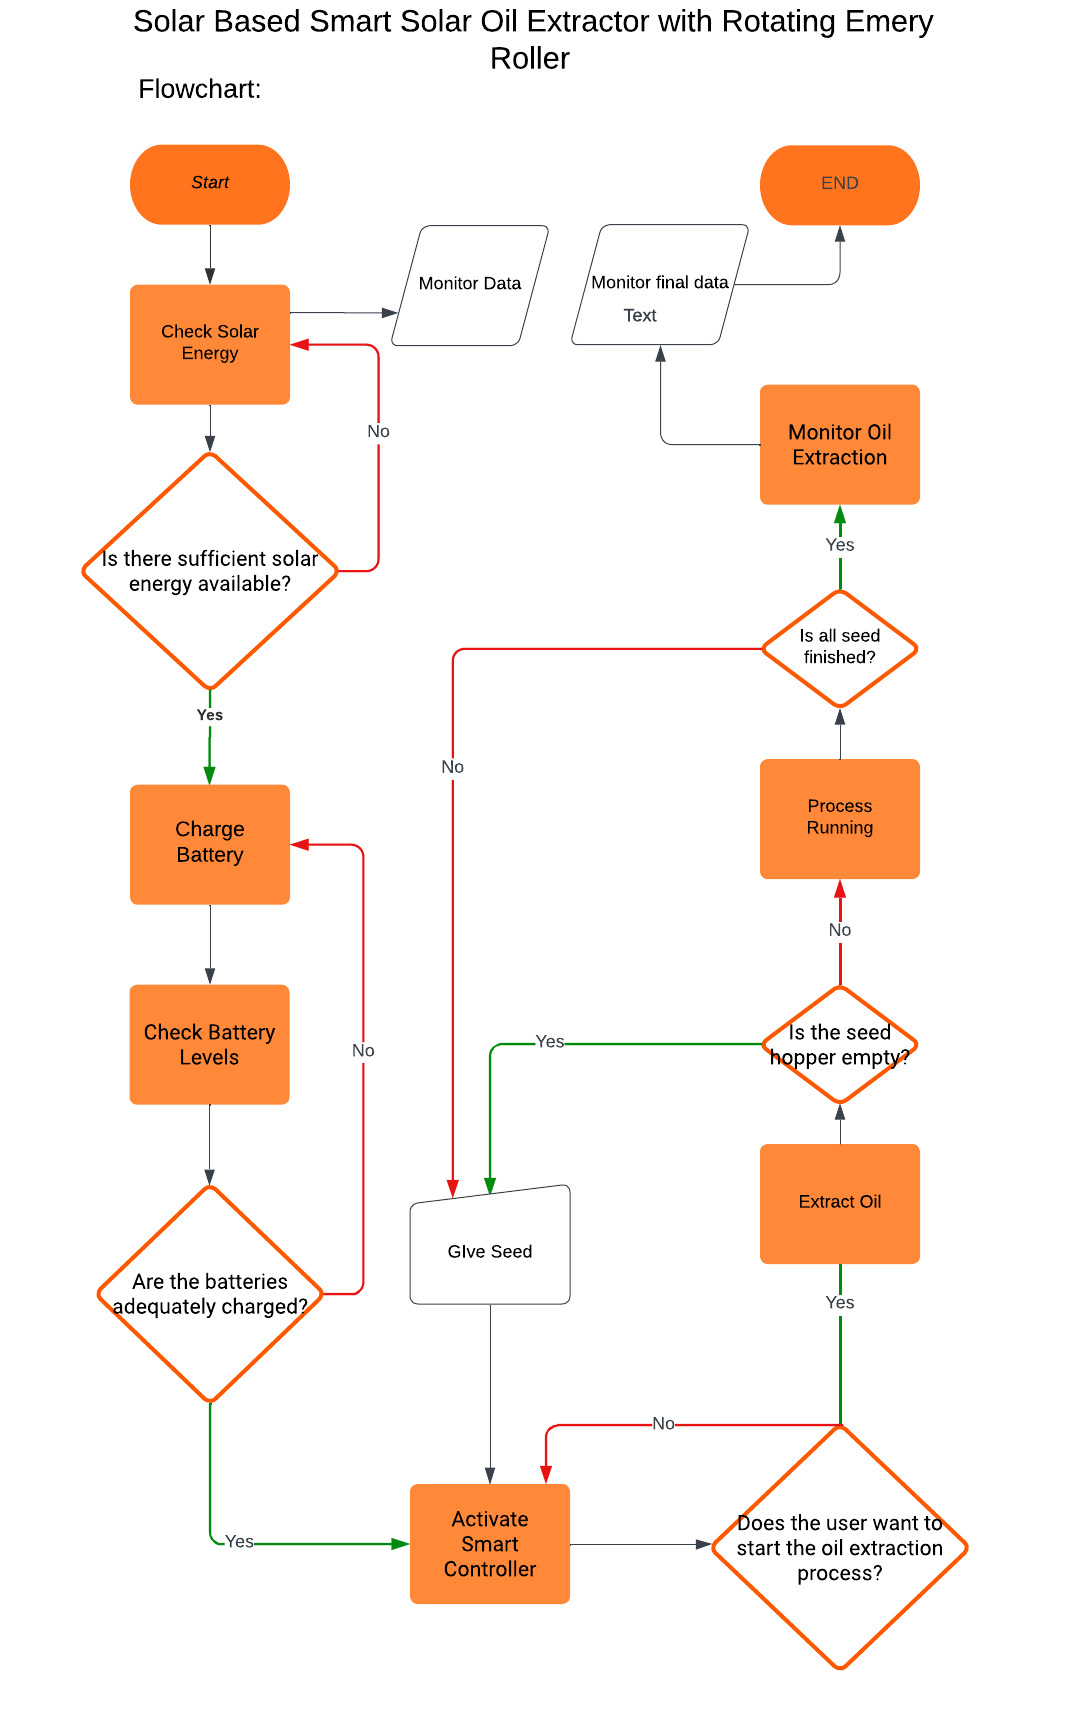 Solar Based Smart Solar Oil Extractor with Rotating Emery
Roller
Flowchart:
Start
Check Solar
Energy
Monitor Data
No
Is there sufficient solar
energy available?
Yes
Charge
Battery
Check Battery
Levels
No
Are the batteries
adequately charged?
Yes
Activate
Smart
Controller
GIve Seed
No
Does the user want to
start the oil extraction
process?
Yes
Extract Oil
Is the seed
hopper empty?
Yes
No
Process
Running
Is all seed
finished?
No
Yes
Monitor Oil
Extraction
Monitor final data
Text
END